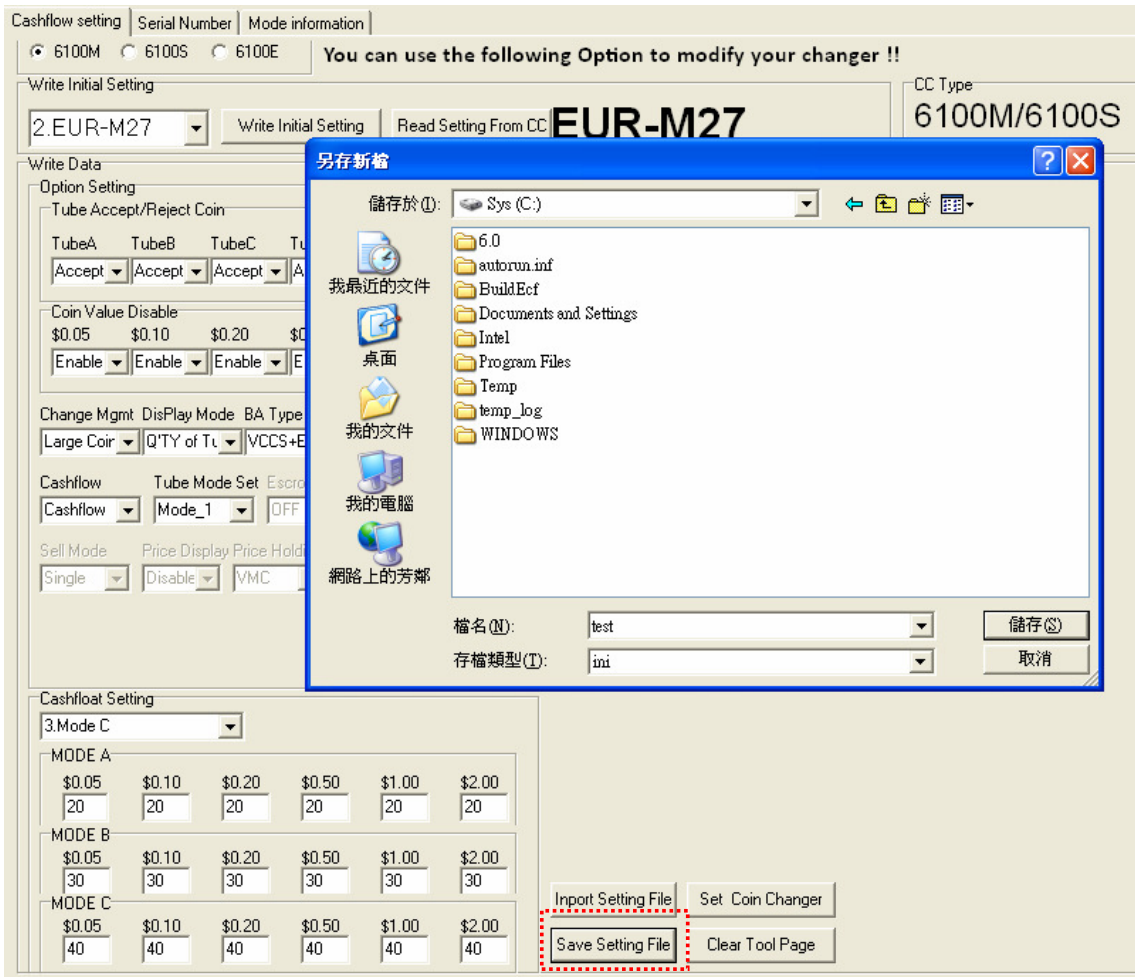 Cashflow setting Serial Number Mode information
6100M 6100S 6100E You can use the following Option to modify your changer !!
Write Initial Setting CC Type
2.EUR-M27 Write Initial Setting Read Setting From CC EUR-M27 6100M/6100S
Write Data
Option Setting
Tube Accept/Reject Coin
TubeA TubeB TubeC Tu
Accept Accept Accept A
Coin Value Disable
$0.05 $0.10 $0.20 $0
Enable Enable Enable E
Change Mgmt DisPlay Mode BA Type
Large Coir Q'TY of Tu VCCS+E
Cashflow Tube Mode Set Escro
Cashflow Mode_1 OFF
Sell Mode Price Display Price Holdi
Single Disable VMC
另存新檔
儲存於(I): Sys (C:)
我最近的文件
桌面
我的文件
我的電腦
網路上的芳鄰
6.0
autorun.inf
BuildEcf
Documents and Settings
Intel
Program Files
Temp
temp_log
WINDOWS
檔名(N): test 儲存(S)
存檔類型(T): ini 取消
Cashfloat Setting
3.Mode C
MODE A
$0.05 $0.10 $0.20 $0.50 $1.00 $2.00
20 20 20 20 20 20
MODE B
$0.05 $0.10 $0.20 $0.50 $1.00 $2.00
30 30 30 30 30 30
MODE C
$0.05 $0.10 $0.20 $0.50 $1.00 $2.00
40 40 40 40 40 40
Inport Setting File Set Coin Changer
Save Setting File Clear Tool Page